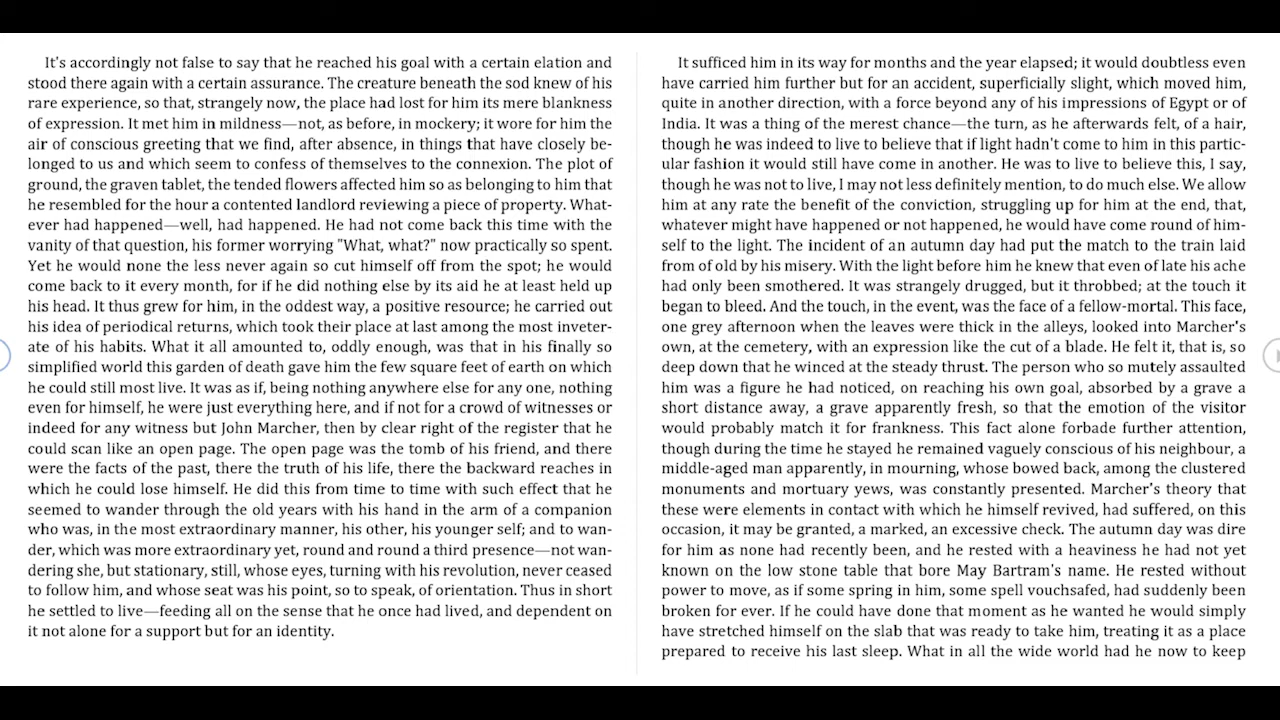 It's accordingly not false to say that he reached his goal with a certain elation and
stood there again with a certain assurance. The creature beneath the sod knew of his
rare experience, so that, strangely now, the place had lost for him its mere blankness
of expression. It met him in mildness—not, as before, in mockery; it wore for him the
air of conscious greeting that we find, after absence, in things that have closely be-
longed to us and which seem to confess of themselves to the connexion. The plot of
ground, the graven tablet, the tended flowers affected him so as belonging to him that
he resembled for the hour a contented landlord reviewing a piece of property. What-
ever had happened—well, had happened. He had not come back this time with the
vanity of that question, his former worrying "What, what?" now practically so spent.
Yet he would none the less never again so cut himself off from the spot; he would
come back to it every month, for if he did nothing else by its aid he at least held up
his head. It thus grew for him, in the oddest way, a positive resource; he carried out
his idea of periodical returns, which took their place at last among the most inveter-
ate of his habits. What it all amounted to, oddly enough, was that in his finally so
simplified world this garden of death gave him the few square feet of earth on which
he could still most live. It was as if, being nothing anywhere else for any one, nothing
even for himself, he were just everything here, and if not for a crowd of witnesses or
indeed for any witness but John Marcher, then by clear right of the register that he
could scan like an open page. The open page was the tomb of his friend, and there
were the facts of the past, there the truth of his life, there the backward reaches in
which he could lose himself. He did this from time to time with such effect that he
seemed to wander through the old years with his hand in the arm of a companion
who was, in the most extraordinary manner, his other, his younger self; and to wan-
der, which was more extraordinary yet, round and round a third presence—not wan-
dering she, but stationary, still, whose eyes, turning with his revolution, never ceased
to follow him, and whose seat was his point, so to speak, of orientation. Thus in short
he settled to live—feeding all on the sense that he once had lived, and dependent on
it not alone for a support but for an identity.
It sufficed him in its way for months and the year elapsed; it would doubtless even
have carried him further but for an accident, superficially slight, which moved him,
quite in another direction, with a force beyond any of his impressions of Egypt or of
India. It was a thing of the merest chance—the turn, as he afterwards felt, of a hair,
though he was indeed to live to believe that if light hadn't come to him in this partic-
ular fashion it would still have come in another. He was to live to believe this, I say,
though he was not to live, I may not less definitely mention, to do much else. We allow
him at any rate the benefit of the conviction, struggling up for him at the end, that,
whatever might have happened or not happened, he would have come round of him-
self to the light. The incident of an autumn day had put the match to the train laid
from of old by his misery. With the light before him he knew that even of late his ache
had only been smothered. It was strangely drugged, but it throbbed; at the touch it
began to bleed. And the touch, in the event, was the face of a fellow-mortal. This face,
one grey afternoon when the leaves were thick in the alleys, looked into Marcher's
own, at the cemetery, with an expression like the cut of a blade. He felt it, that is, so
deep down that he winced at the steady thrust. The person who so mutely assaulted
him was a figure he had noticed, on reaching his own goal, absorbed by a grave a
short distance away, a grave apparently fresh, so that the emotion of the visitor
would probably match it for frankness. This fact alone forbade further attention,
though during the time he stayed he remained vaguely conscious of his neighbour, a
middle-aged man apparently, in mourning, whose bowed back, among the clustered
monuments and mortuary yews, was constantly presented. Marcher's theory that
these were elements in contact with which he himself revived, had suffered, on this
occasion, it may be granted, a marked, an excessive check. The autumn day was dire
for him as none had recently been, and he rested with a heaviness he had not yet
known on the low stone table that bore May Bartram's name. He rested without
power to move, as if some spring in him, some spell vouchsafed, had suddenly been
broken for ever. If he could have done that moment as he wanted he would simply
have stretched himself on the slab that was ready to take him, treating it as a place
prepared to receive his last sleep. What in all the wide world had he now to keep